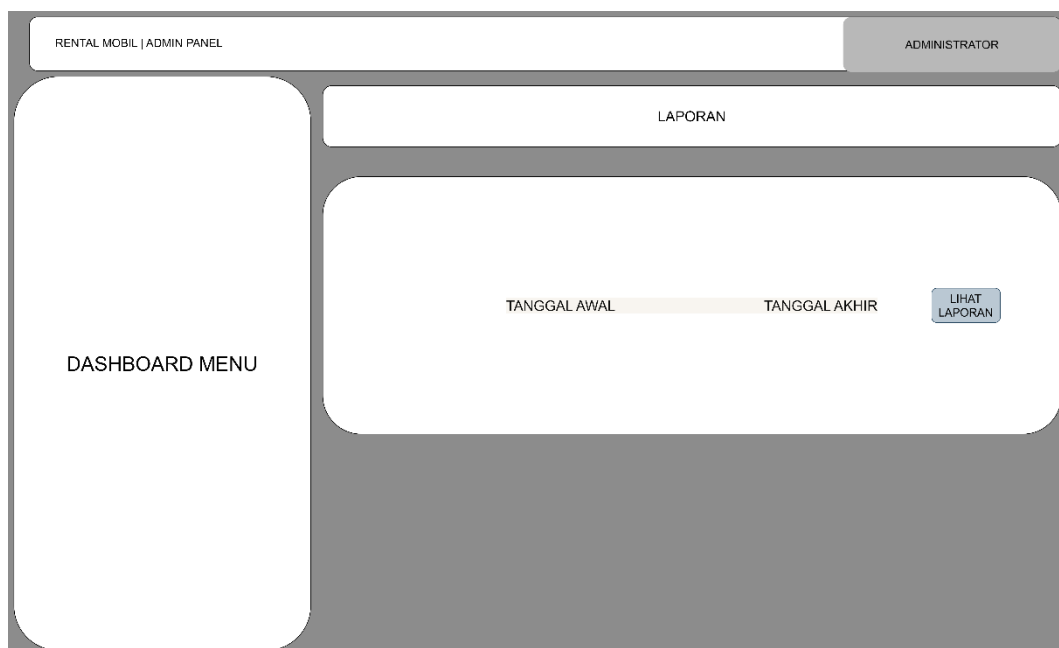 RENTAL MOBIL | ADMIN PANEL
ADMINISTRATOR
LAPORAN
DASHBOARD MENU
TANGGAL AWAL
TANGGAL AKHIR
LIHAT
LAPORAN